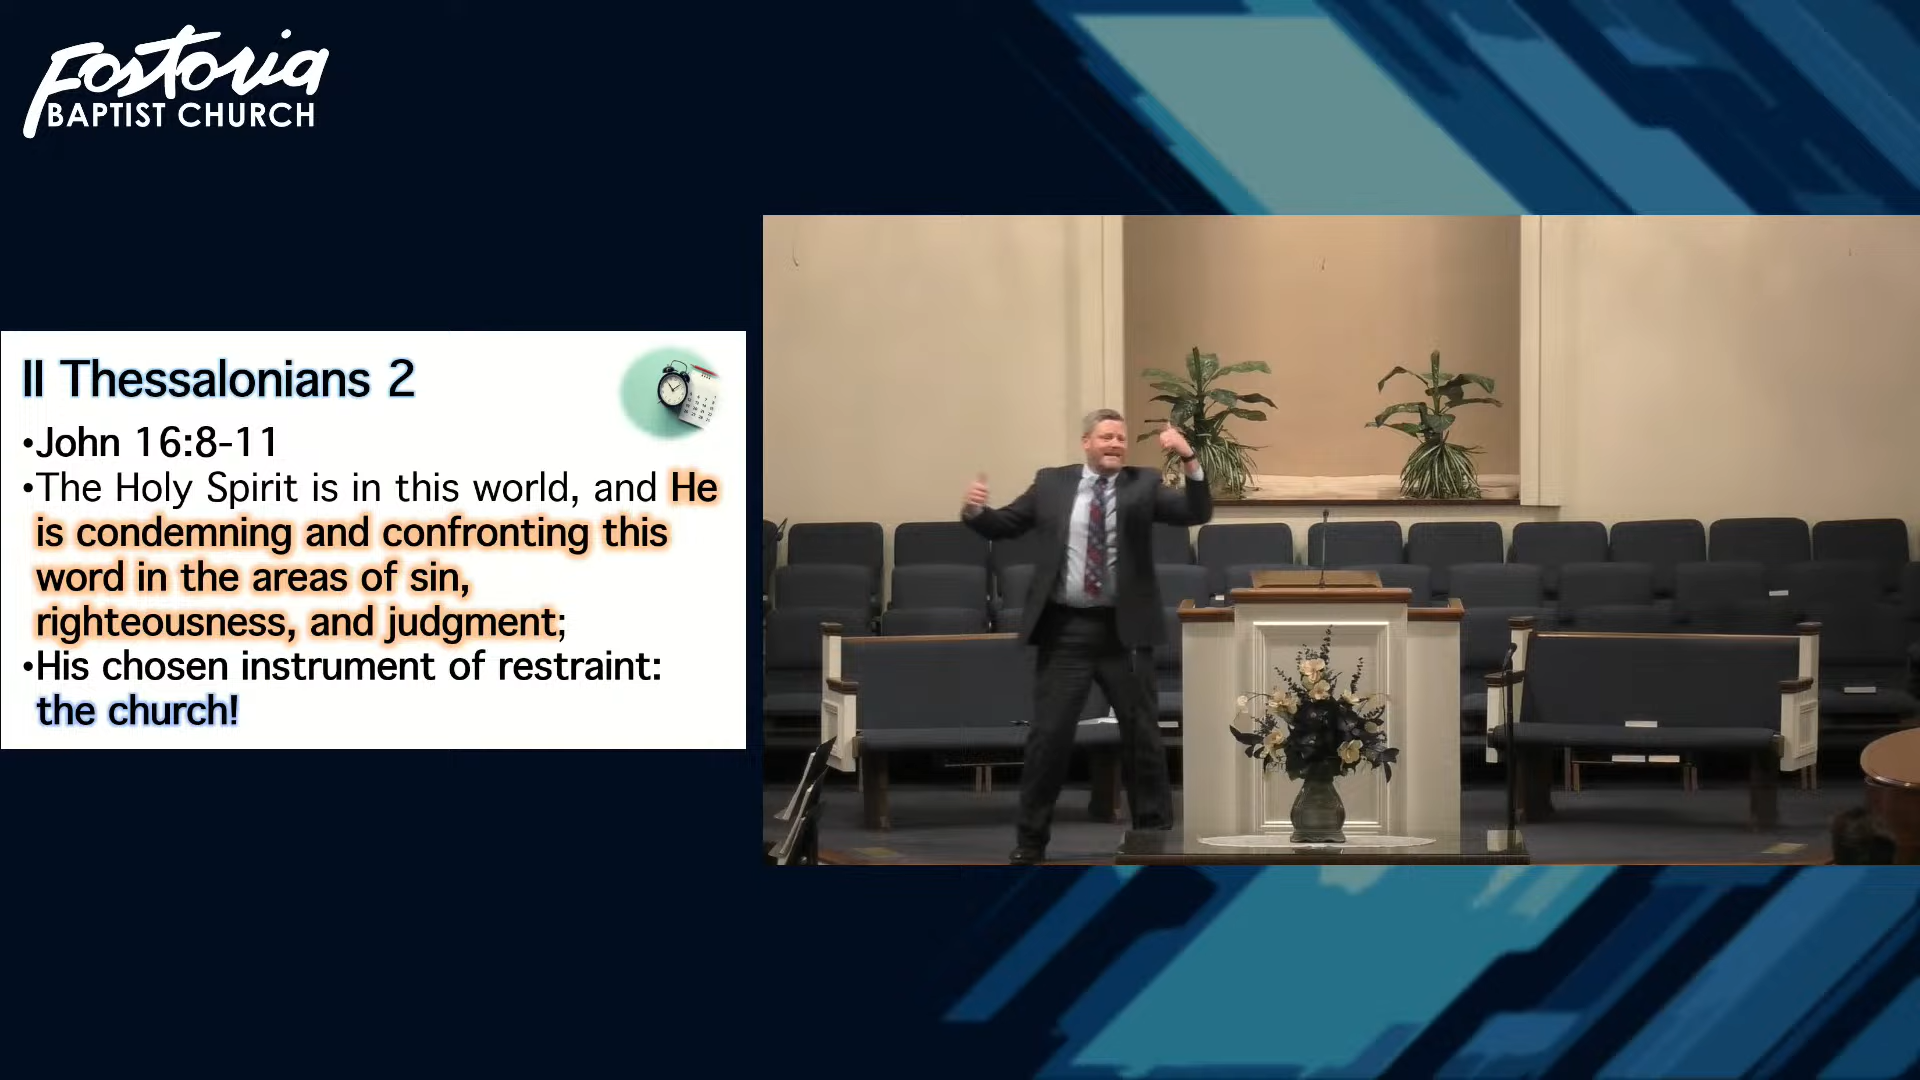 Fostoria
BAPTIST CHURCH
II Thessalonians 2
•John 16:8-11
•The Holy Spirit is in this world, and He
is condemning and confronting this
word in the areas of sin,
righteousness, and judgment;
•His chosen instrument of restraint:
the church!